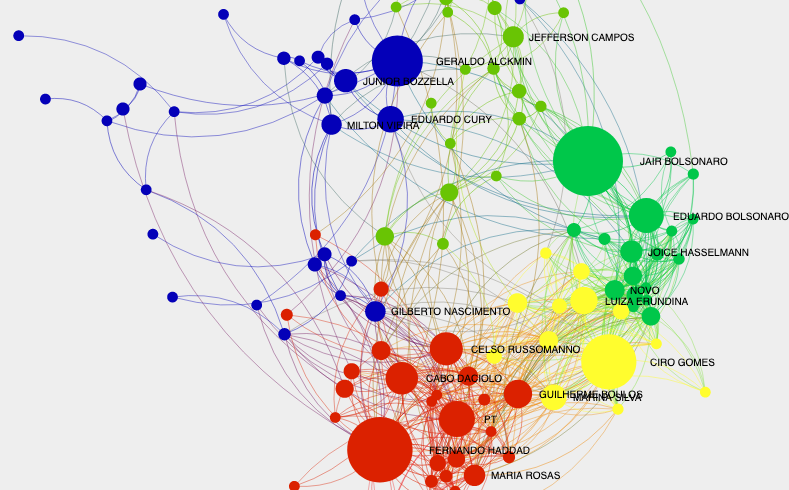 JEFFERSON CAMPOS
GERALDO ALCKMIN
JUNIOR BOZZELLA
EDUARDO CURY
MILTON VIEIRA
JAIR BOLSONARO
EDUARDO BOLSONARO
JOICE HASSELMANN
NOVO
LUIZA ERUNDINA
GILBERTO NASCIMENTO
CELSO RUSSOMANNO
CIRO GOMES
CABO DACIOLO
GUILHERME BOULOS
MARINA SILVA
PT
FERNANDO HADDAD
MARIA ROSAS